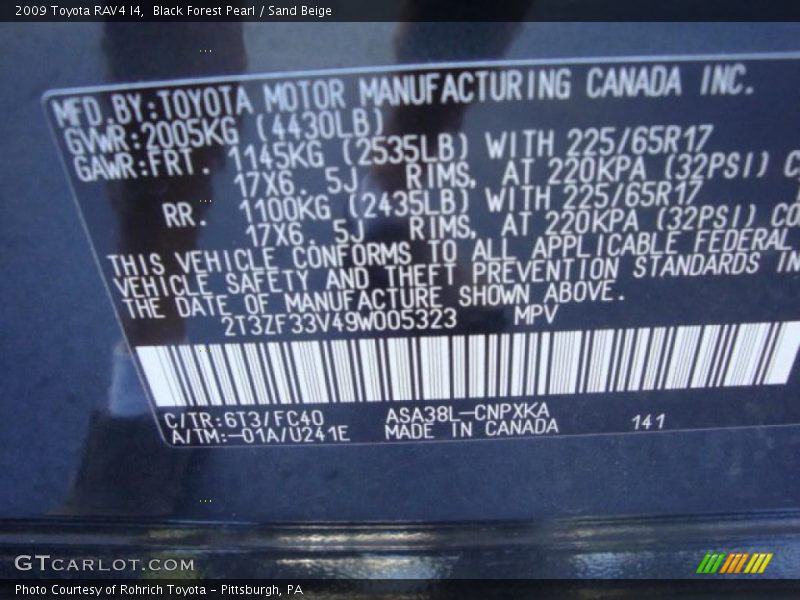 2009 Toyota RAV4 I4,  Black Forest Pearl / Sand Beige
MFD.BY:TOYOTA MOTOR MANUFACTURING CANADA INC.
GVWR:2005KG (4430LB)
GAWR:FRT. 1145KG (2535LB) WITH 225/65R17
17X6.5J RIMS, AT 220KPA (32PSI) C
RR. 1100KG (2435LB) WITH 225/65R17
17X6.5J RIMS, AT 220KPA (32PSI) CO
THIS VEHICLE CONFORMS TO ALL APPLICABLE FEDERAL
VEHICLE SAFETY AND THEFT PREVENTION STANDARDS IN
THE DATE OF MANUFACTURE SHOWN ABOVE.
2T3ZF33V49W005323 MPV
C/TR:6T3/FC40 ASA38L-CNPXKA 141
A/TM:-01A/U241E MADE IN CANADA
GTCARLOT.COM
Photo Courtesy of Rohrich Toyota - Pittsburgh, PA